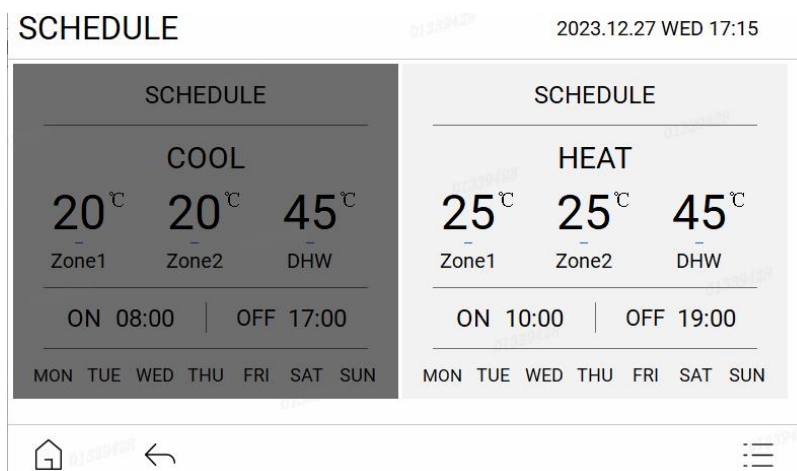 SCHEDULE
2023.12.27 WED 17:15
SCHEDULE
COOL
20℃ 20℃ 45℃
Zone1 Zone2 DHW
ON 08:00 OFF 17:00
MON TUE WED THU FRI SAT SUN
SCHEDULE
HEAT
25℃ 25℃ 45℃
Zone1 Zone2 DHW
ON 10:00 OFF 19:00
MON TUE WED THU FRI SAT SUN